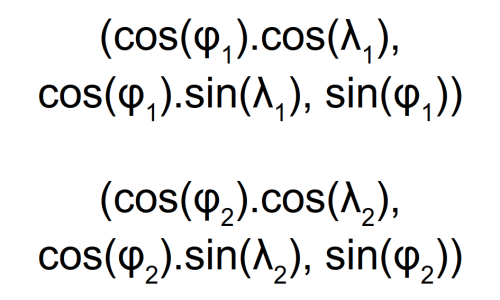 (cos(φ₁).cos(λ₁),
cos(φ₁).sin(λ₁), sin(φ₁))
(cos(φ₂).cos(λ₂),
cos(φ₂).sin(λ₂), sin(φ₂))